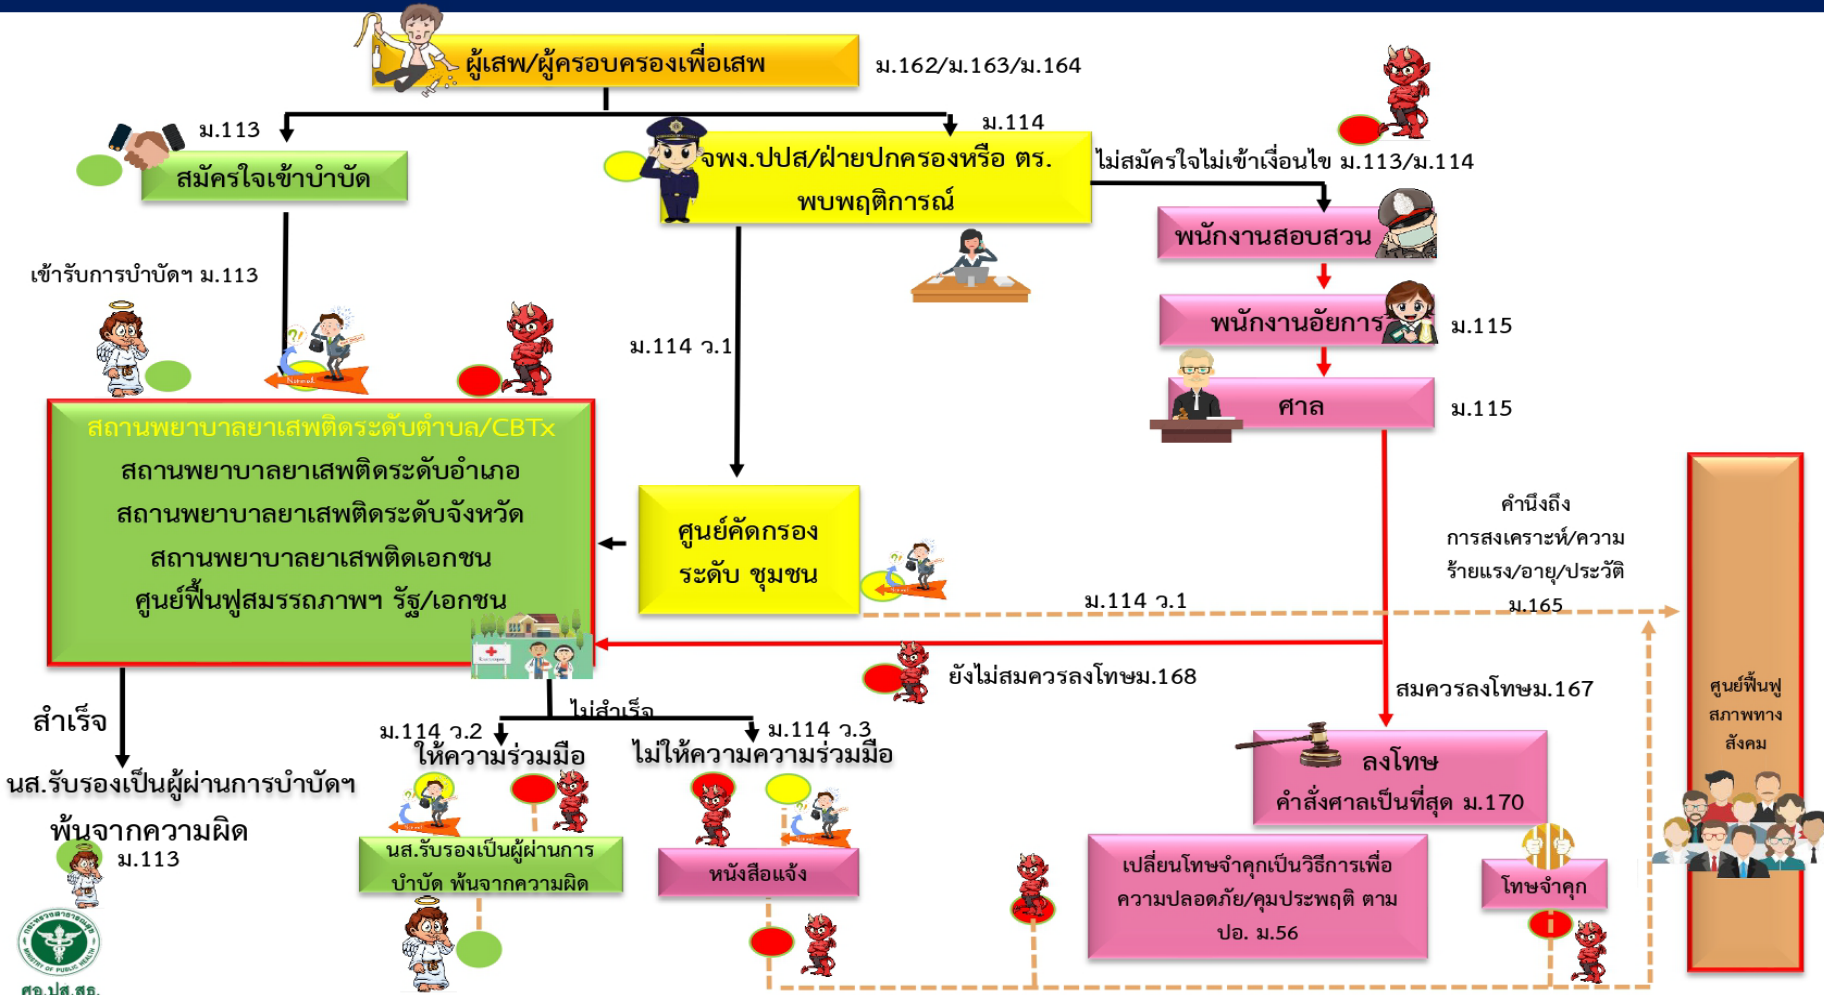 ผู้เสพ/ผู้ครอบครองเพื่อเสพ
ม.162/ม.163/ม.164
ม.113
สมัครใจเข้าบำบัด
ม.114
จพง.ปปส/ฝ่ายปกครองหรือ ตร.
พบพฤติการณ์
ไม่สมัครใจไม่เข้าเงื่อนไข ม.113/ม.114
พนักงานสอบสวน
เข้ารับการบำบัดฯ ม.113
พนักงานอัยการ
ม.115
ม.114 ว.1
ศาล
ม.115
สถานพยาบาลยาเสพติดระดับตำบล/CBTx
สถานพยาบาลยาเสพติดระดับอำเภอ
สถานพยาบาลยาเสพติดระดับจังหวัด
สถานพยาบาลยาเสพติดเอกชน
ศูนย์ฟื้นฟูสมรรถภาพฯ รัฐ/เอกชน
ศูนย์คัดกรอง
ระดับ ชุมชน
คำนึงถึง
การสงเคราะห์/ความ
ร้ายแรง/อายุ/ประวัติ
ม.165
ม.114 ว.1
ยังไม่สมควรลงโทษม.168
สมควรลงโทษม.167
ศูนย์ฟื้นฟู
สภาพทาง
สังคม
สำเร็จ
ไม่สำเร็จ
ม.114 ว.2
ให้ความร่วมมือ
ม.114 ว.3
ไม่ให้ความความร่วมมือ
นส.รับรองเป็นผู้ผ่านการบำบัดฯ
พ้นจากความผิด
ม.113
นส.รับรองเป็นผู้ผ่านการ
บำบัด พ้นจากความผิด
หนังสือแจ้ง
ลงโทษ
คำสั่งศาลเป็นที่สุด ม.170
เปลี่ยนโทษจำคุกเป็นวิธีการเพื่อ
ความปลอดภัย/คุมประพฤติ ตาม
ปอ. ม.56
โทษจำคุก
กระทรวงสาธารณสุข
MINISTRY OF PUBLIC HEALTH
ศอ.ปส.สธ.
Normal